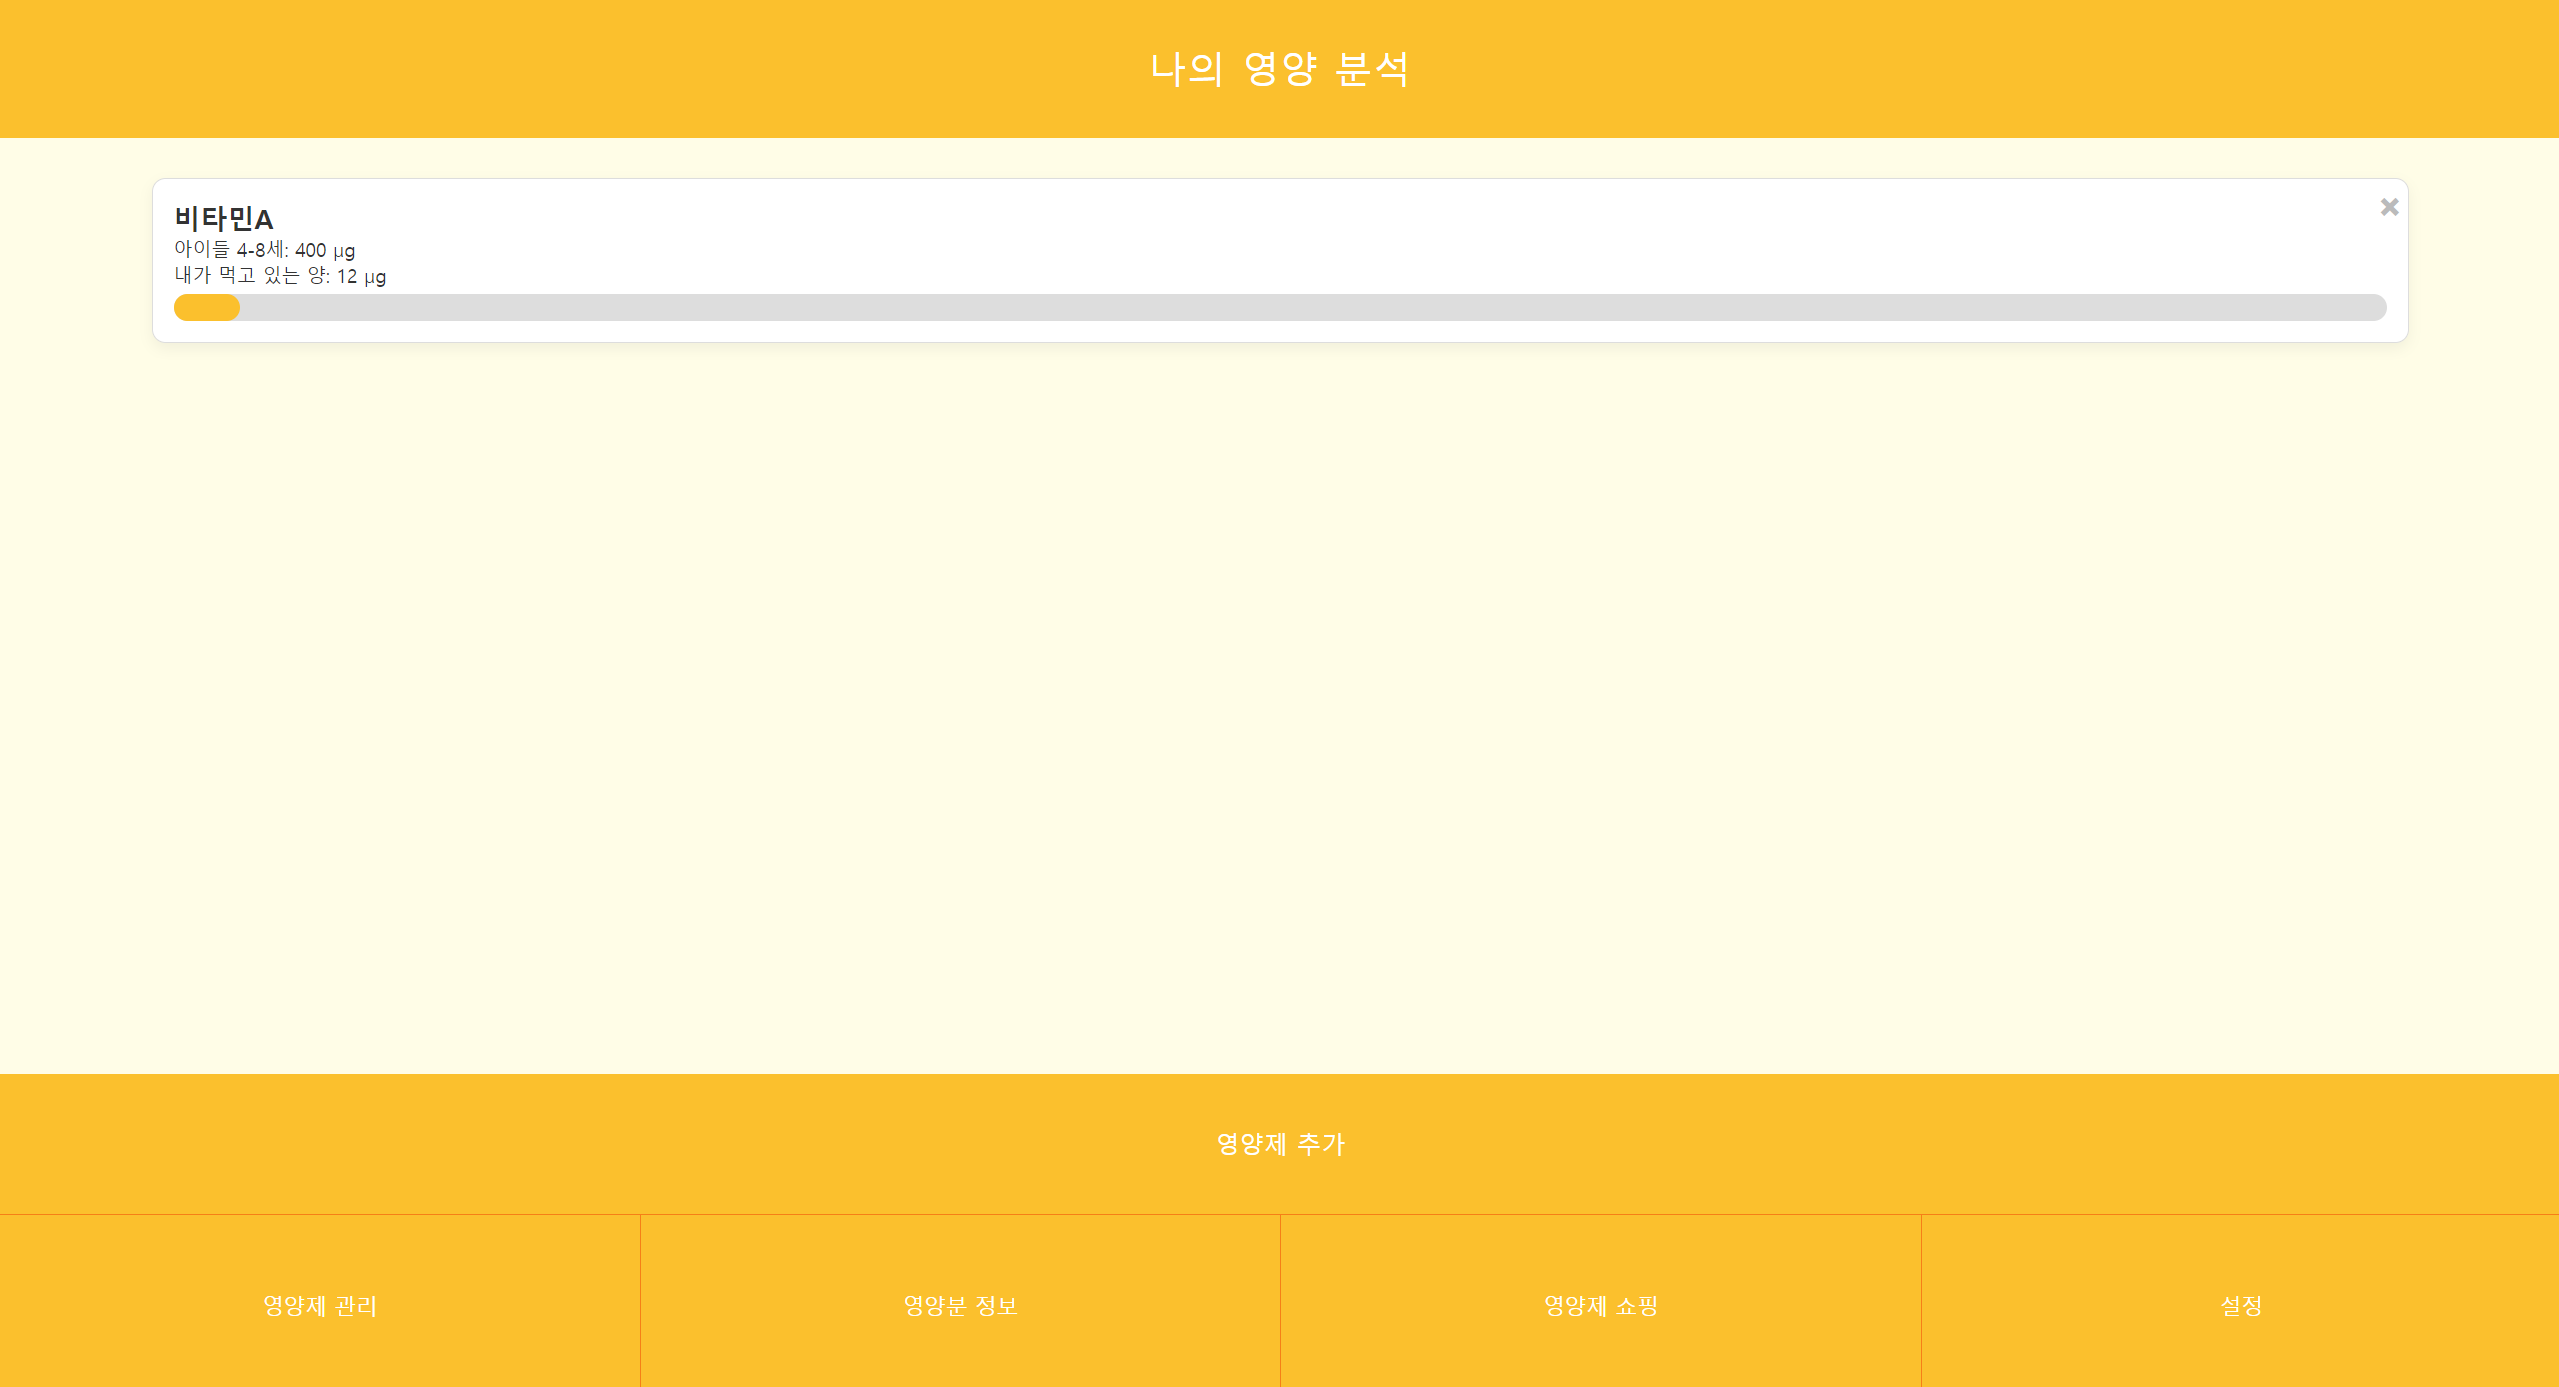 나의 영양 분석
비타민A
아이들 4-8세: 400 µg
내가 먹고 있는 양: 12 µg
영양제 추가
영양제 관리
영양분 정보
영양제 쇼핑
설정